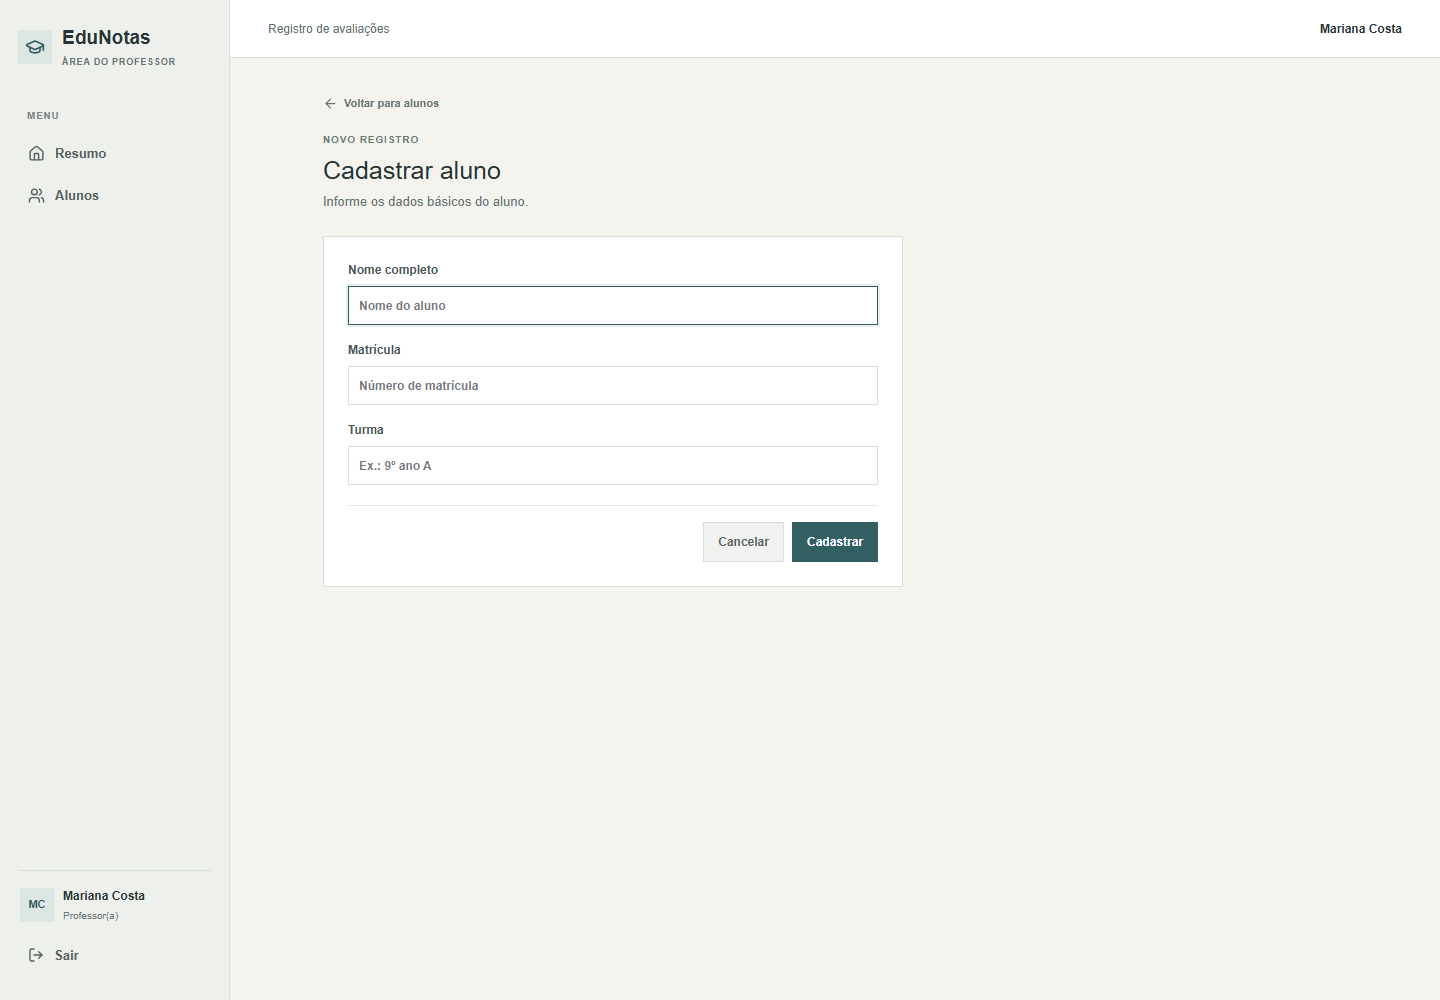 EduNotas
ÁREA DO PROFESSOR
MENU
Resumo
Alunos
Mariana Costa
MC
Professor(a)
Sair
Registro de avaliações
Mariana Costa
Voltar para alunos
NOVO REGISTRO
Cadastrar aluno
Informe os dados básicos do aluno.
Nome completo
Nome do aluno
Matrícula
Número de matrícula
Turma
Ex.: 9º ano A
Cancelar
Cadastrar